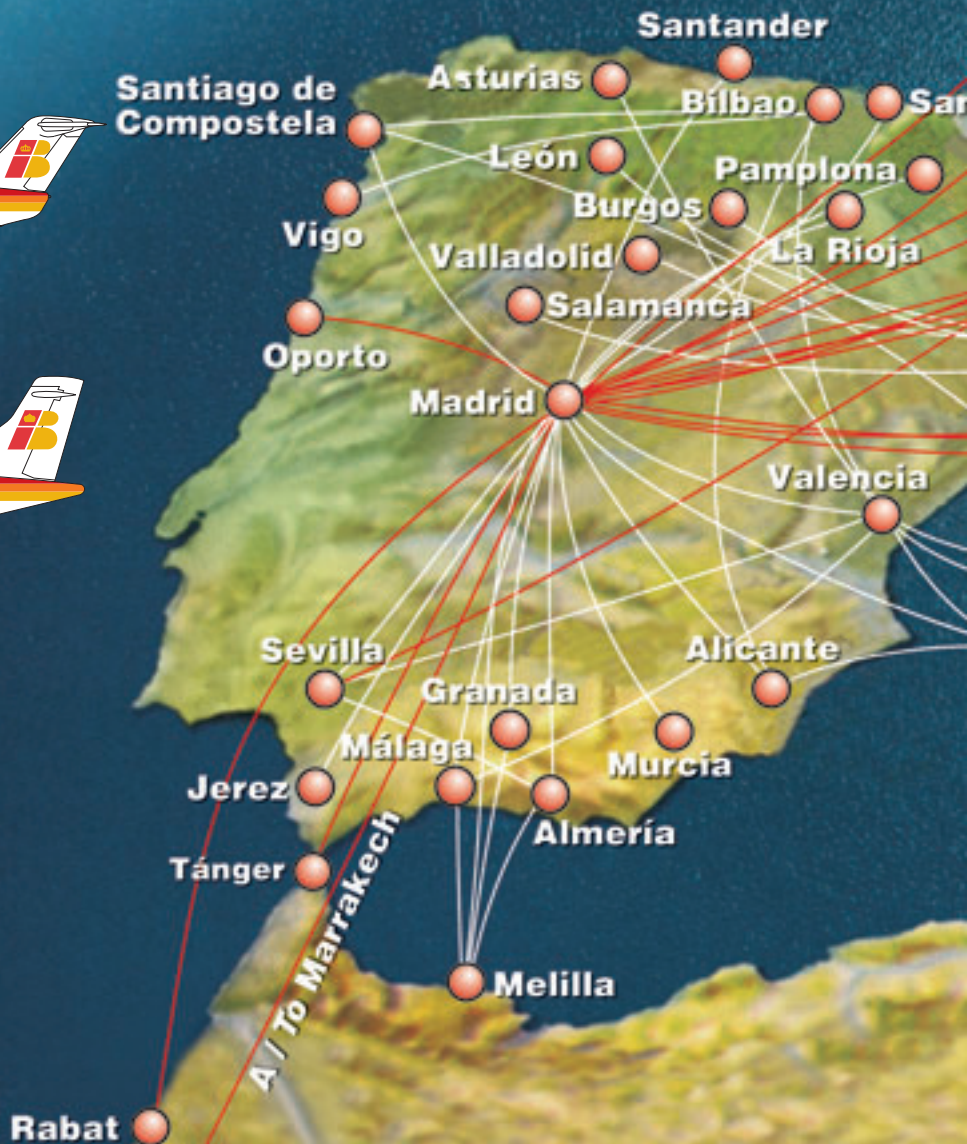 Santander
Asturias
Santiago de
Compostela
Bilbao
San
León
Pamplona
Burgos
Vigo
La Rioja
Valladolid
Salamanca
Oporto
Madrid
Valencia
Sevilla
Alicante
Granada
Málaga
Murcia
Jerez
Almería
Tánger
A / To Marrakech
Melilla
Rabat